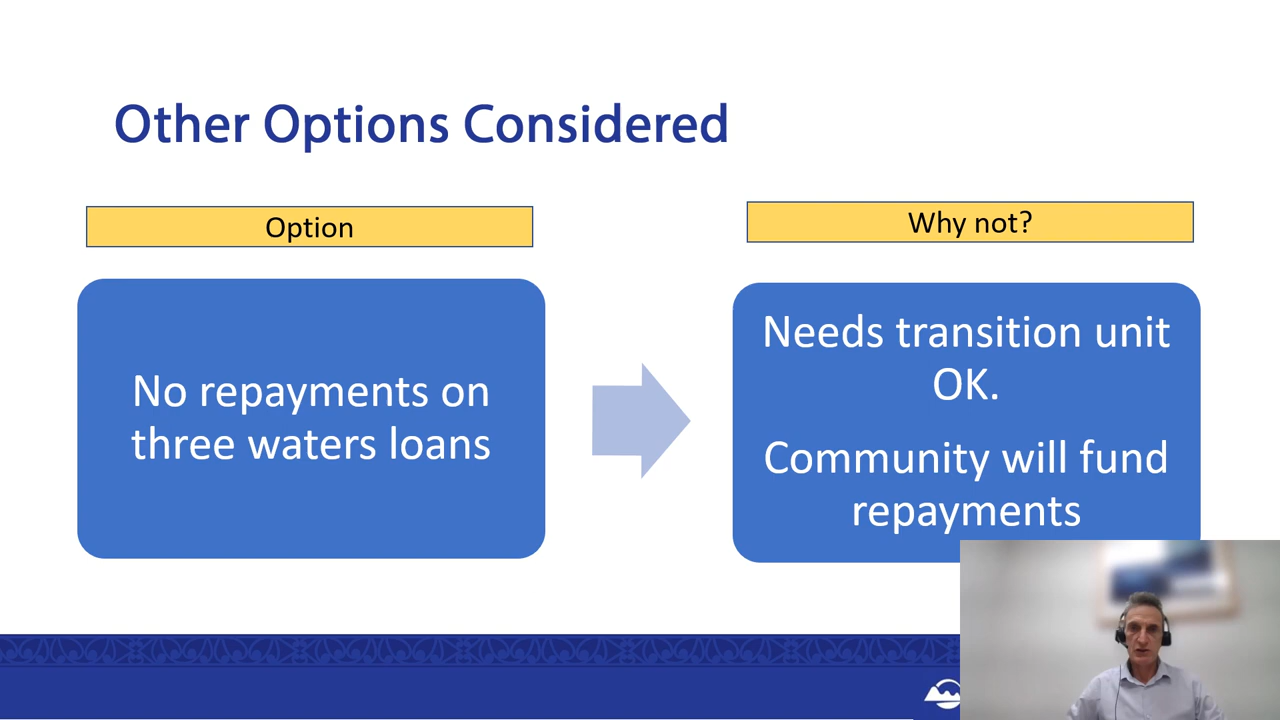 Other Options Considered
Option
Why not?
No repayments on
three waters loans
Needs transition unit
OK.
Community will fund
repayments